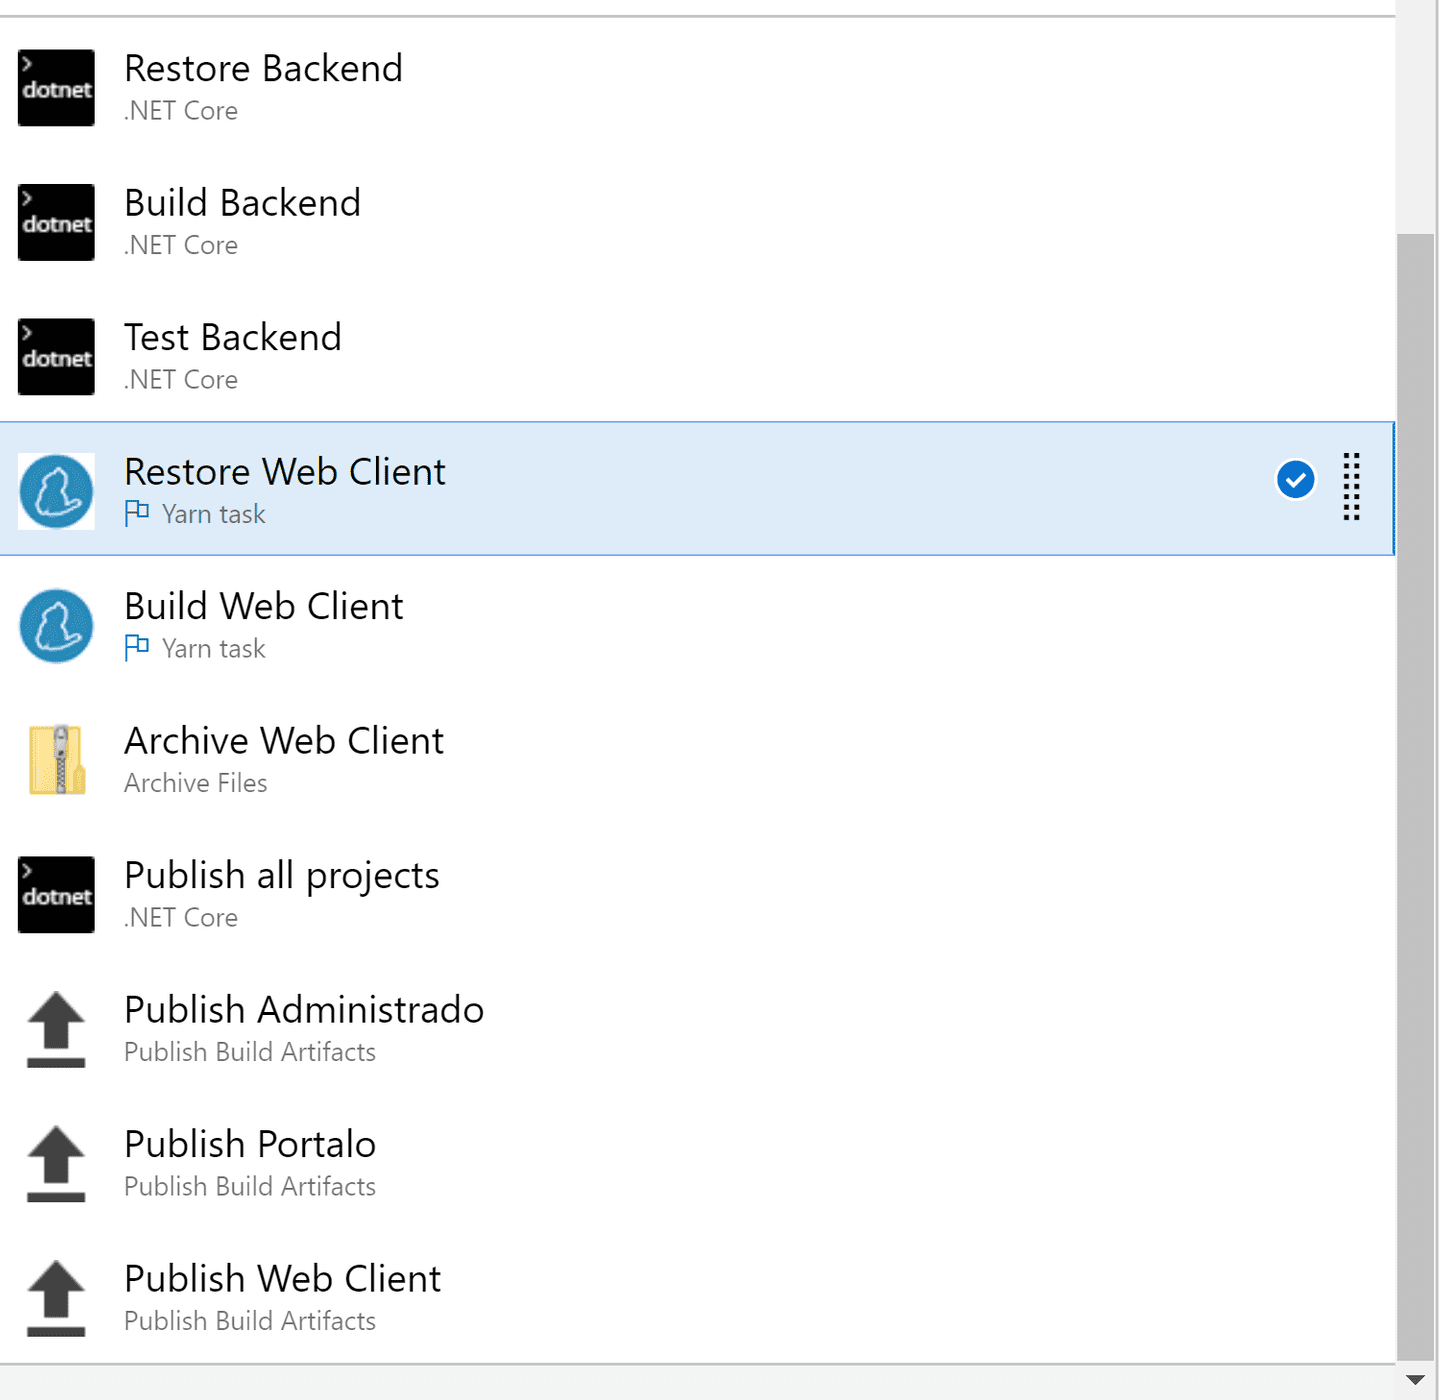 dotnet
Restore Backend
.NET Core
dotnet
Build Backend
.NET Core
dotnet
Test Backend
.NET Core
Restore Web Client
Yarn task
Build Web Client
Yarn task
Archive Web Client
Archive Files
dotnet
Publish all projects
.NET Core
Publish Administrado
Publish Build Artifacts
Publish Portalo
Publish Build Artifacts
Publish Web Client
Publish Build Artifacts